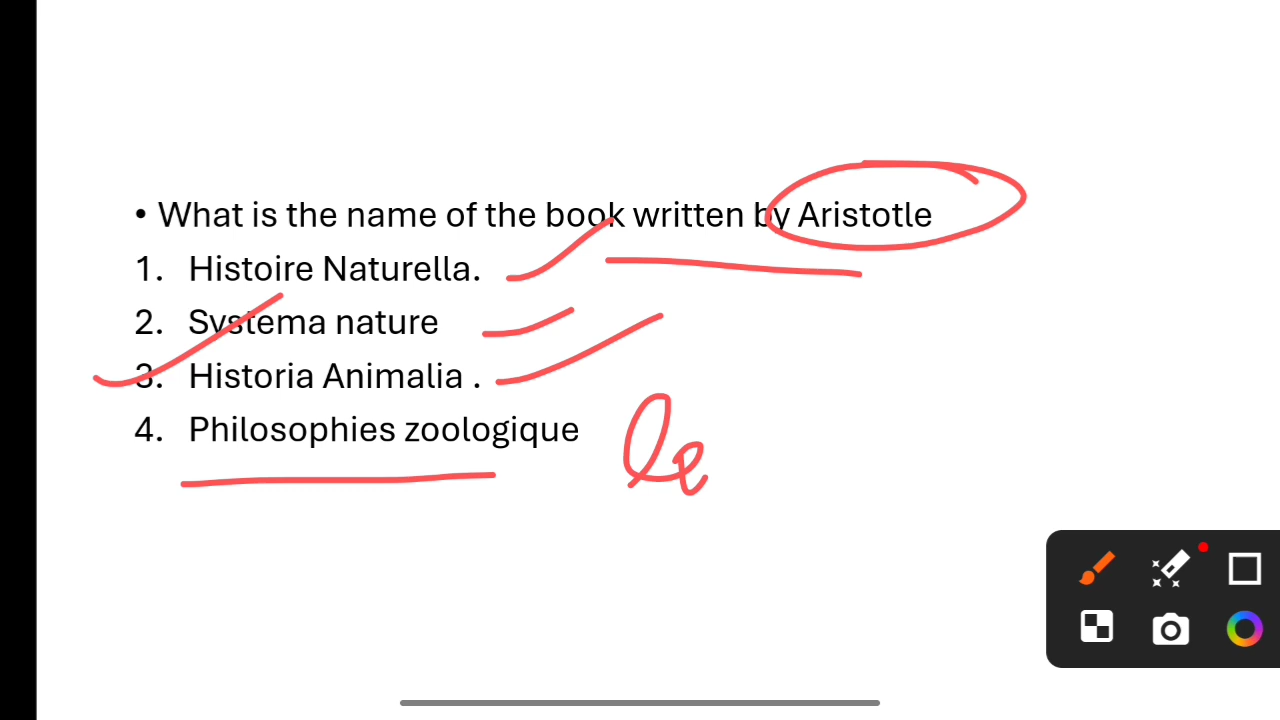 • What is the name of the book written by Aristotle
1. Histoire Naturella.
2. Systema nature
3. Historia Animalia .
4. Philosophies zoologique